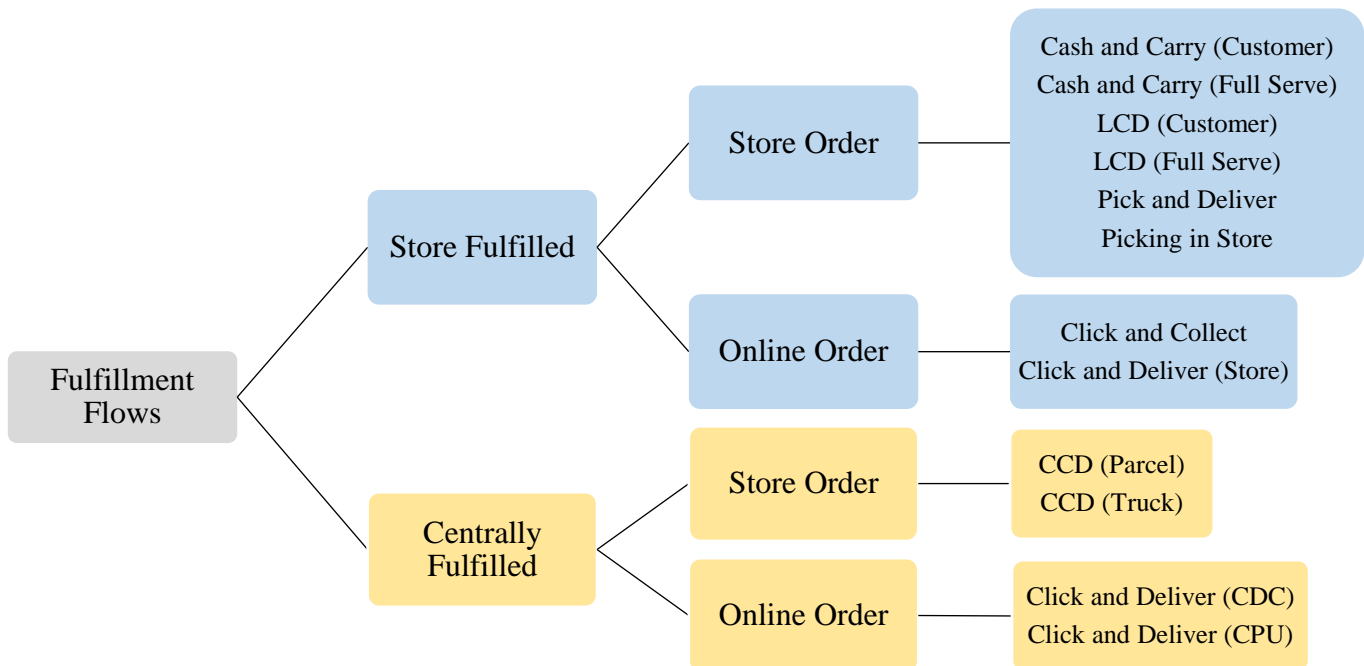 Fulfillment
Flows
Store Fulfilled
Store Order
Cash and Carry (Customer)
Cash and Carry (Full Serve)
LCD (Customer)
LCD (Full Serve)
Pick and Deliver
Picking in Store
Online Order
Click and Collect
Click and Deliver (Store)
Centrally
Fulfilled
Store Order
CCD (Parcel)
CCD (Truck)
Online Order
Click and Deliver (CDC)
Click and Deliver (CPU)